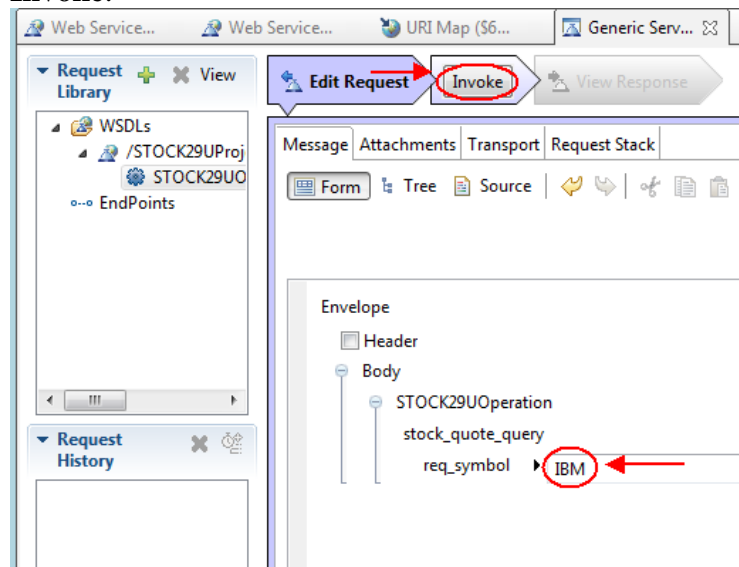 Invoke.
Web Service... Web Service... URI Map ($6... Generic Serv...
Request Library View
Edit Request Invoke View Response
WSDLs
/STOCK29UProj
STOCK29UO
EndPoints
Message Attachments Transport Request Stack
Form Tree Source
Envelope
Header
Body
STOCK29UOperation
stock_quote_query
req_symbol IBM
Request History